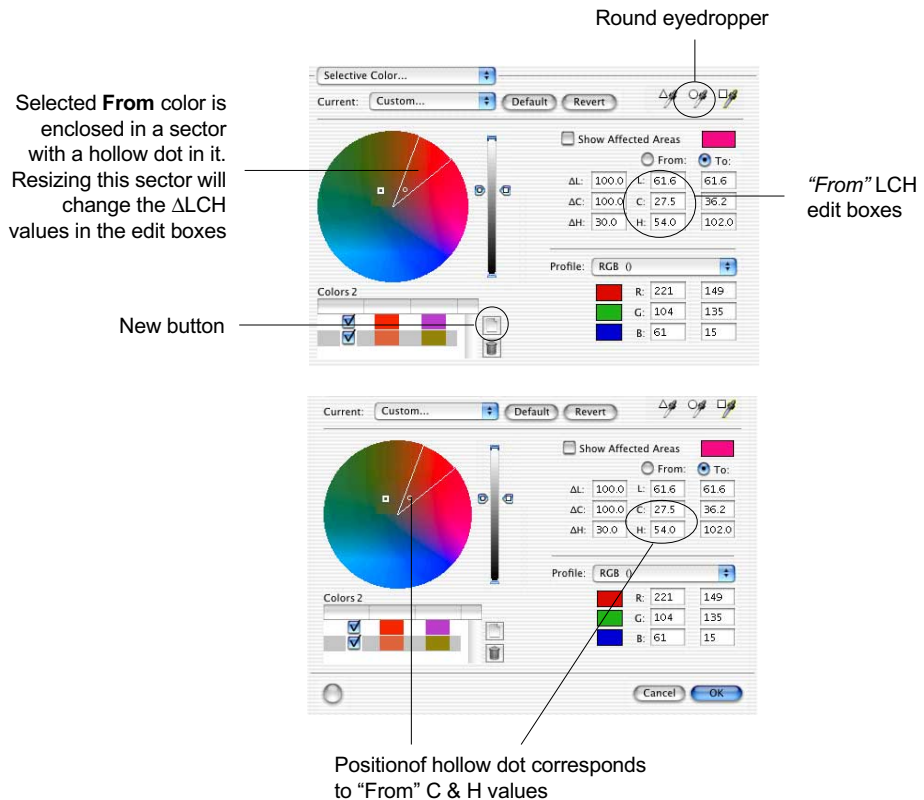 Round eyedropper
Selective Color...
Current: Custom... Default Revert
Selected From color is
enclosed in a sector
with a hollow dot in it.
Resizing this sector will
change the ΔLCH
values in the edit boxes
Show Affected Areas
From: To:
ΔL: 100.0 L: 61.6 61.6
ΔC: 100.0 C: 27.5 36.2
ΔH: 30.0 H: 54.0 102.0
"From" LCH
edit boxes
Profile: RGB ()
R: 221 149
G: 104 135
B: 61 15
Colors 2
New button
Current: Custom... Default Revert
Show Affected Areas
From: To:
ΔL: 100.0 L: 61.6 61.6
ΔC: 100.0 C: 27.5 36.2
ΔH: 30.0 H: 54.0 102.0
Profile: RGB ()
R: 221 149
G: 104 135
B: 61 15
Colors 2
Cancel OK
Positionof hollow dot corresponds
to “From” C & H values